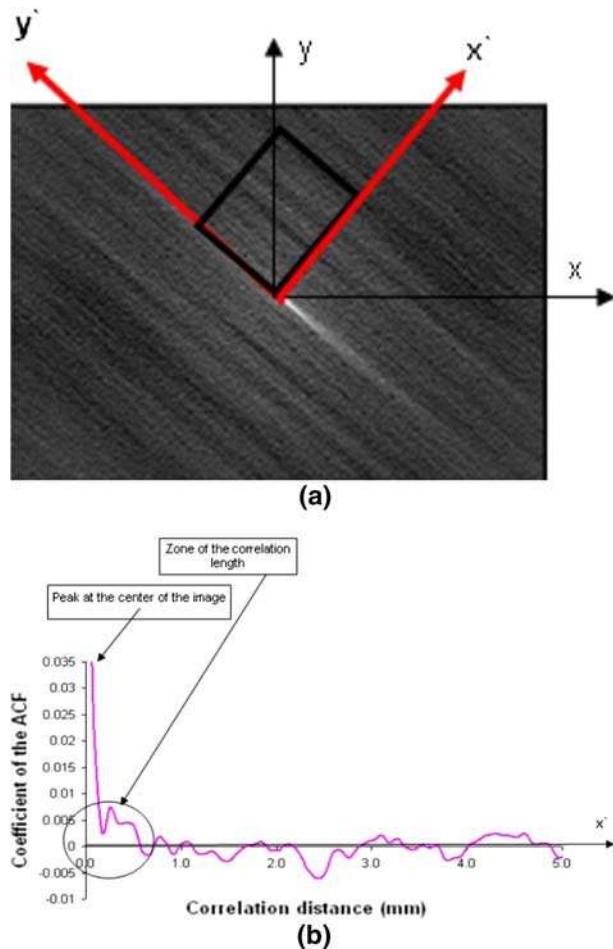 y`
y
x`
x
(a)
Zone of the correlation
length
Peak at the center of the image
0.035
0.03
0.025
0.02
0.015
0.01
0.005
0
-0.005
-0.01
Coefficient of the ACF
0.0
1.0
2.0
3.0
4.0
5.0
x`
Correlation distance (mm)
(b)